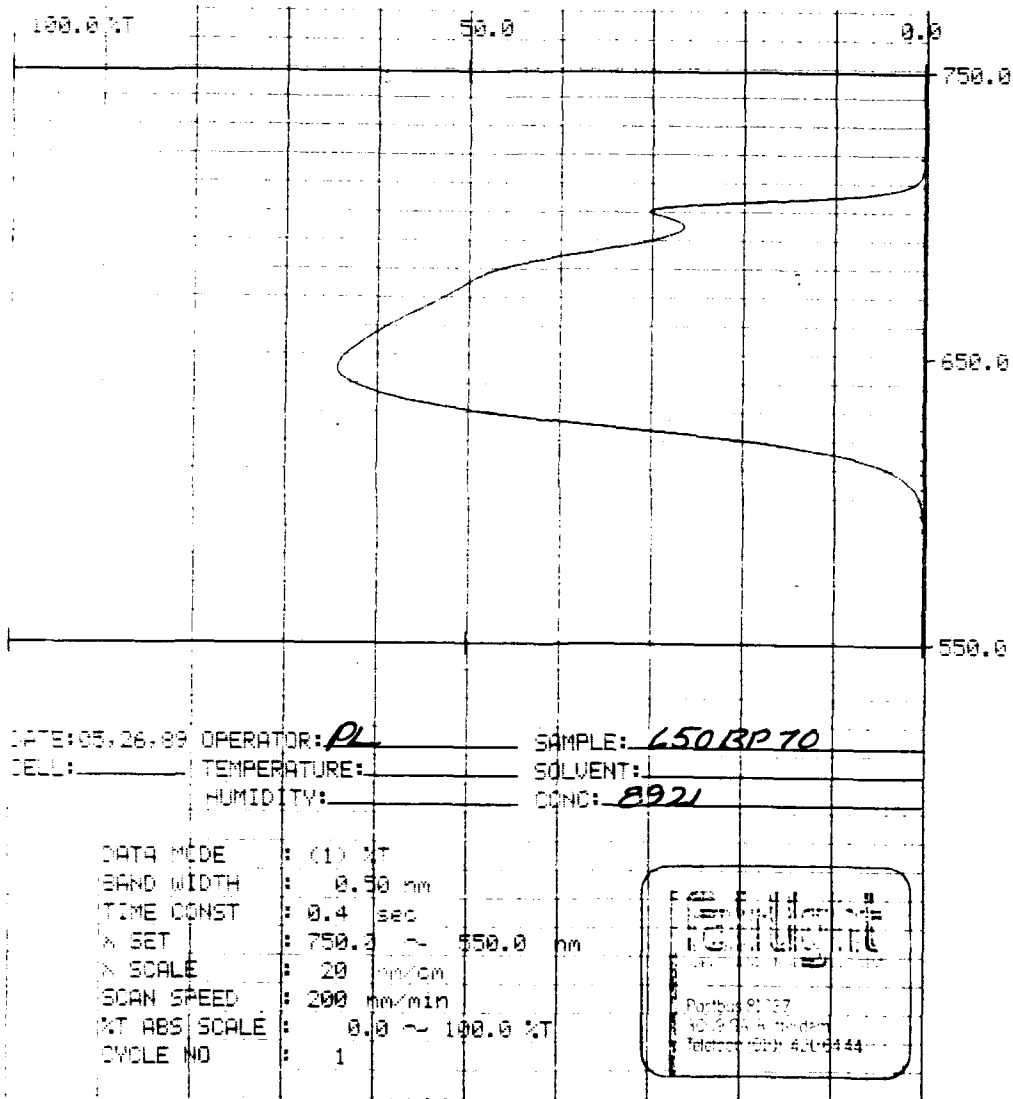 100.0 %T 50.0 0.0
750.0
650.0
550.0
DATE:05,26,89 OPERATOR: PL SAMPLE: 650BP70
CELL: TEMPERATURE: SOLVENT:
HUMIDITY: CONC: 8921
DATA MODE : (1) %T
BAND WIDTH : 0.50 nm
TIME CONST : 0.4 sec
λ SET : 750.0 ~ 550.0 nm
λ SCALE : 20 nm/cm
SCAN SPEED : 200 nm/min
%T ABS SCALE : 0.0 ~ 100.0 %T
CYCLE NO : 1
Fairlight
Postbus